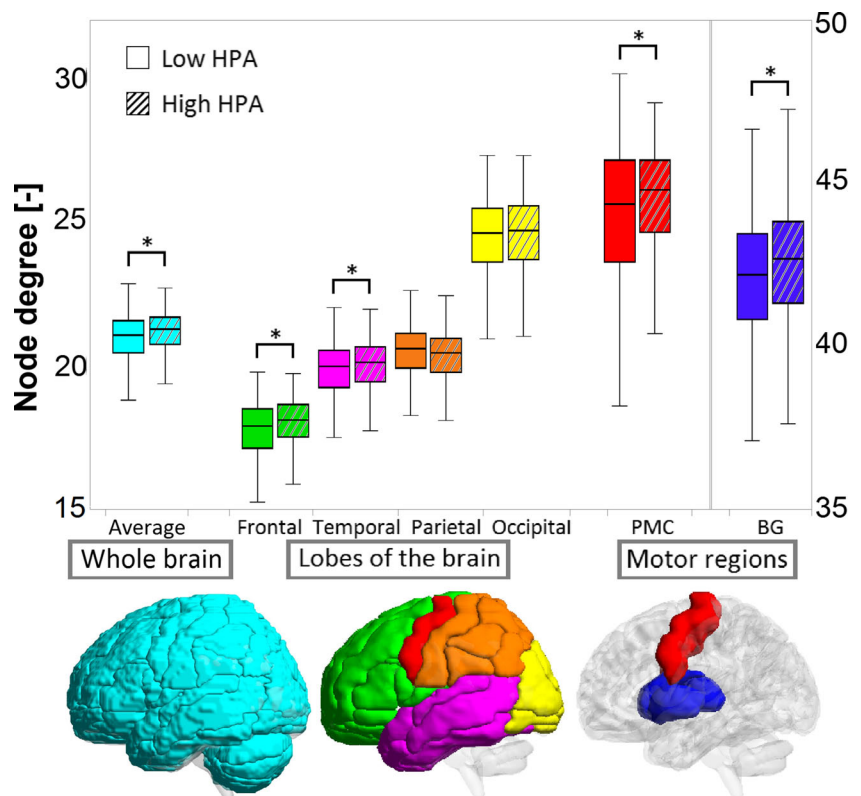 50
30
* *
Low HPA
High HPA
45
25
* *
40
20
*
15
35
Node degree [-]
Average Frontal Temporal Parietal Occipital PMC BG
Whole brain Lobes of the brain Motor regions